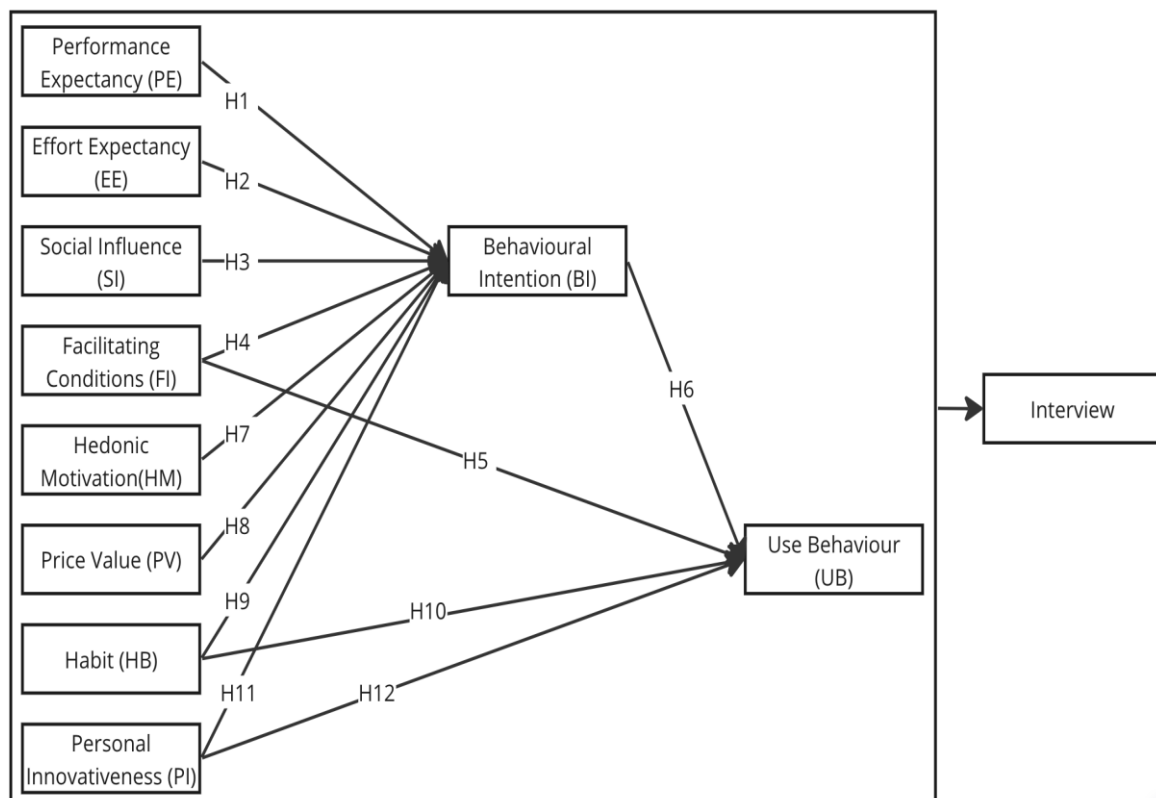 Performance
Expectancy (PE)
H1
Effort Expectancy
(EE)
H2
Social Influence
(SI)
H3
Behavioural
Intention (BI)
Facilitating
Conditions (FI)
H4
H6
Interview
Hedonic
Motivation(HM)
H7
H5
Price Value (PV)
H8
Use Behaviour
(UB)
Habit (HB)
H9
H10
Personal
Innovativeness (PI)
H11
H12